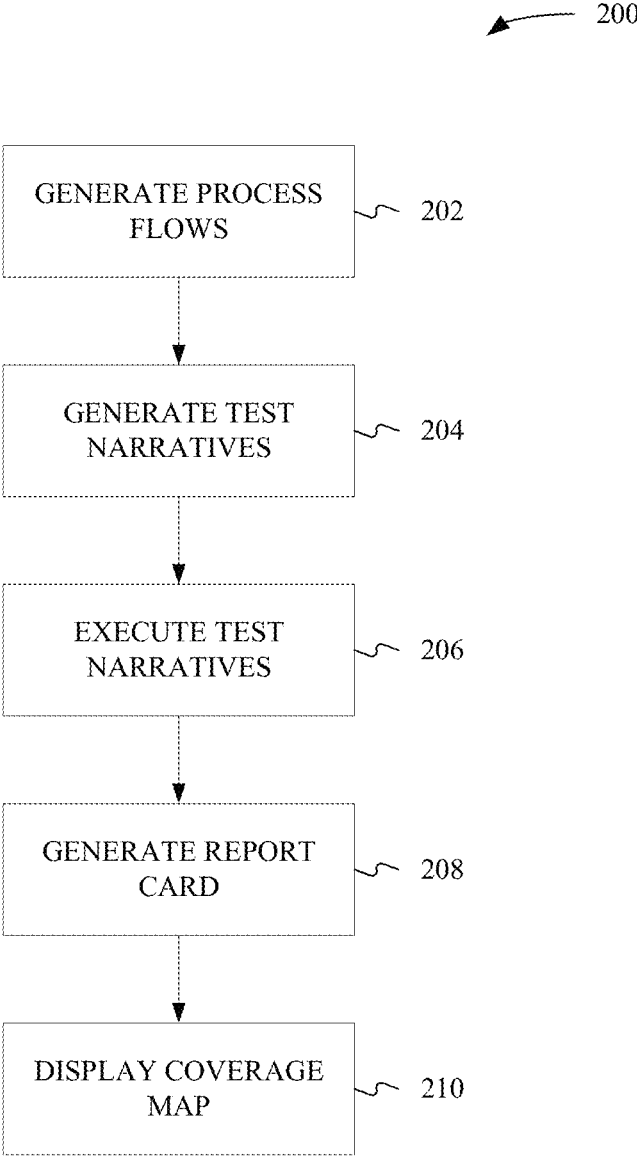 200
GENERATE PROCESS
FLOWS
202
GENERATE TEST
NARRATIVES
204
EXECUTE TEST
NARRATIVES
206
GENERATE REPORT
CARD
208
DISPLAY COVERAGE
MAP
210